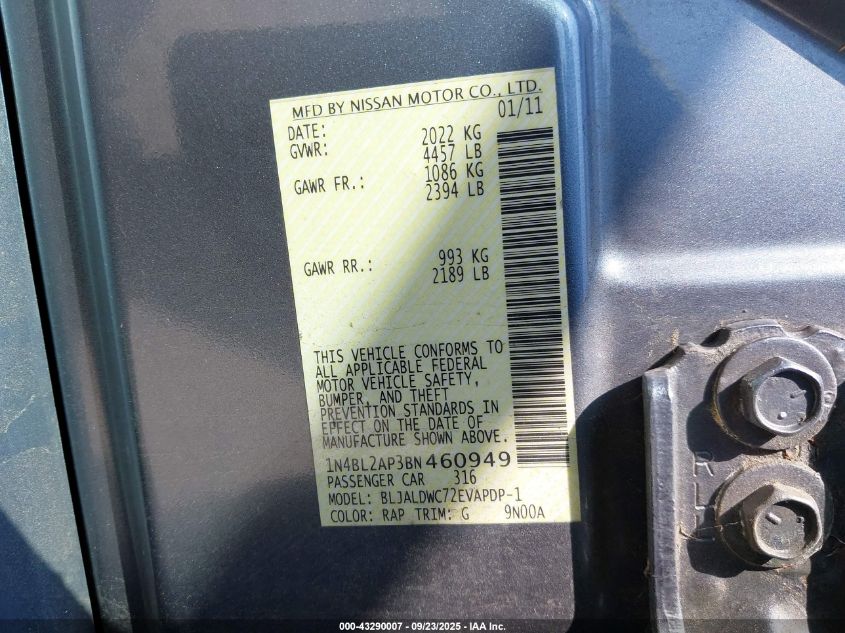 MFD BY NISSAN MOTOR CO., LTD.
DATE: 01/11
GVWR: 2022 KG
4457 LB
GAWR FR.: 1086 KG
2394 LB
GAWR RR.: 993 KG
2189 LB
THIS VEHICLE CONFORMS TO
ALL APPLICABLE FEDERAL
MOTOR VEHICLE SAFETY,
BUMPER, AND THEFT
PREVENTION STANDARDS IN
EFFECT ON THE DATE OF
MANUFACTURE SHOWN ABOVE.
1N4BL2AP3BN460949
PASSENGER CAR 316
MODEL: BLJALDWC72EVAPDP-1
COLOR: RAP TRIM: G 9N00A
000-43290007 - 09/23/2025 - IAA Inc.